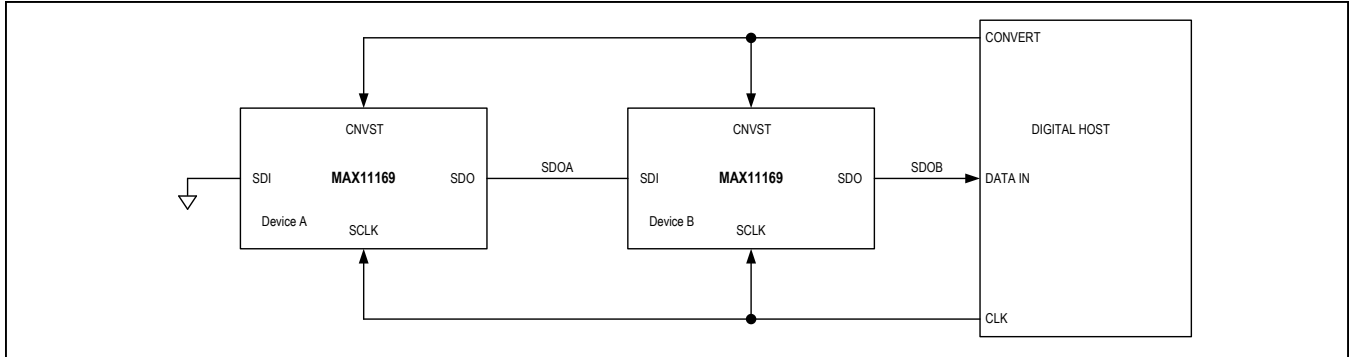 CONVERT
CNVST
CNVST
DIGITAL HOST
SDI
MAX11169
SDO
SDOA
SDI
MAX11169
SDO
SDOB
DATA IN
Device A
Device B
SCLK
SCLK
CLK